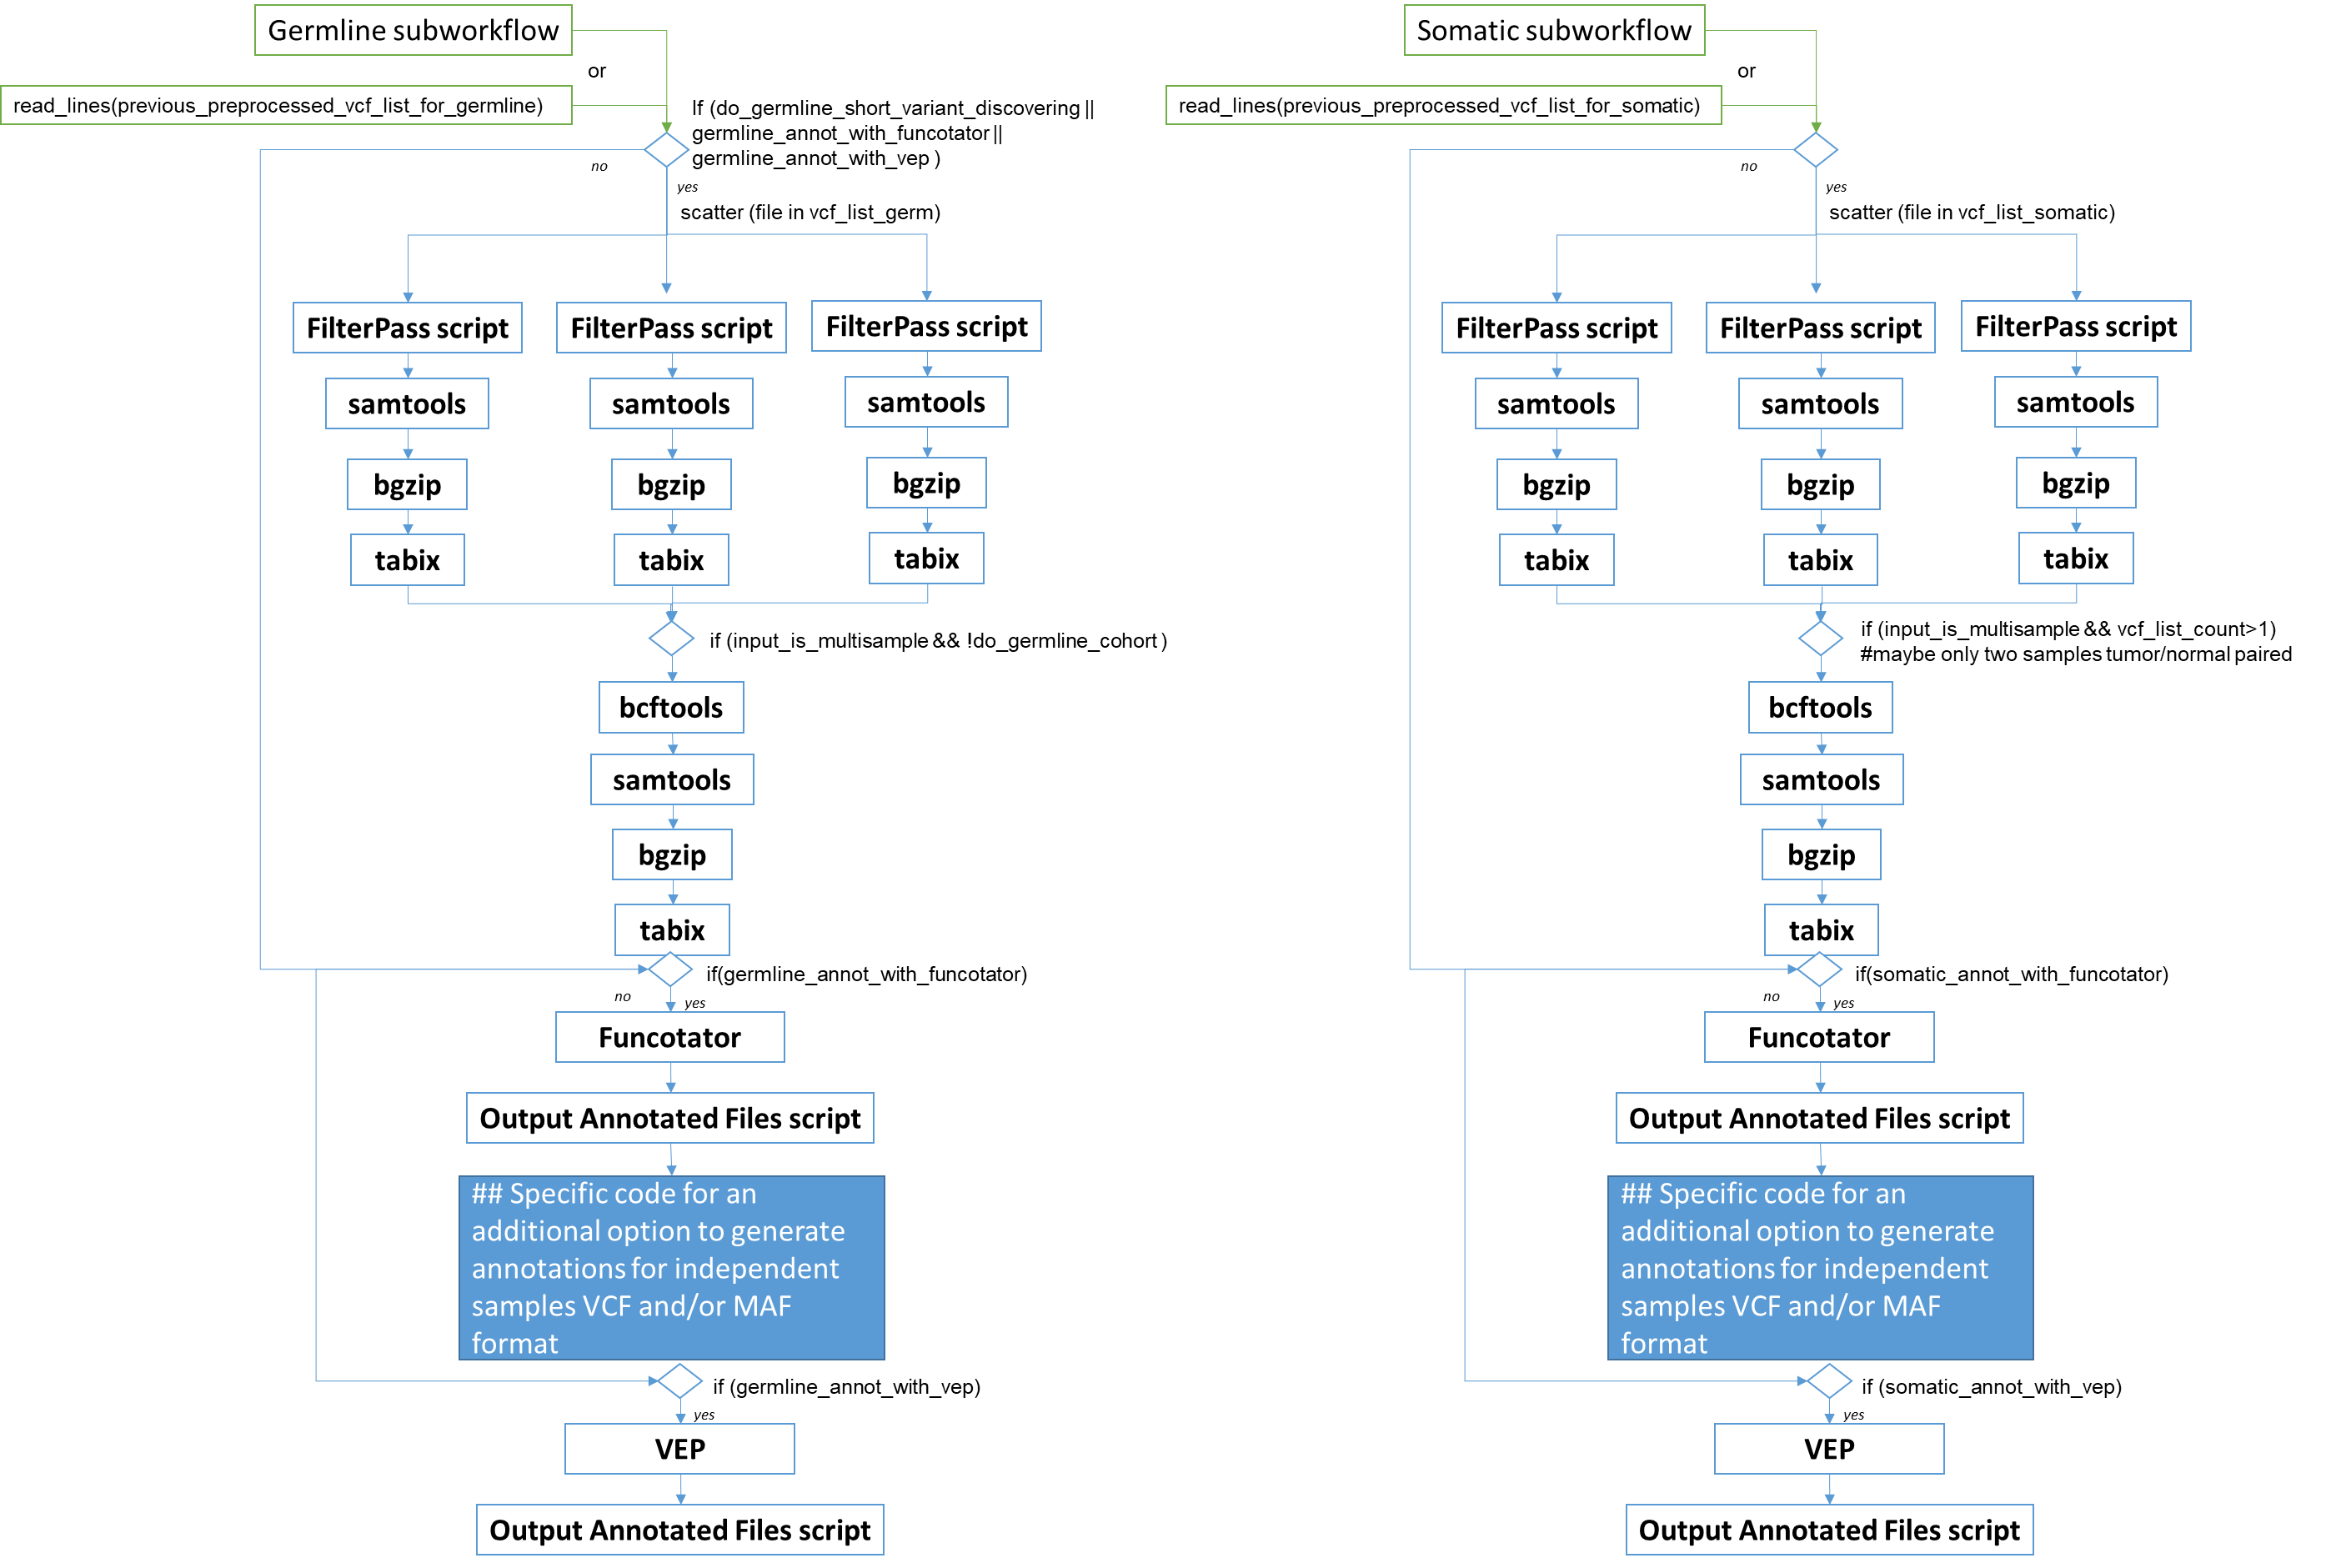 Germline subworkflow
or
read_lines(previous_preprocessed_vcf_list_for_germline)
If (do_germline_short_variant_discovering ||
germline_annot_with_funcotator ||
germline_annot_with_vep )
no
yes
scatter (file in vcf_list_germ)
FilterPass script
FilterPass script
FilterPass script
samtools
samtools
samtools
bgzip
bgzip
bgzip
tabix
tabix
tabix
if (input_is_multisample && !do_germline_cohort )
bcftools
samtools
bgzip
tabix
if(germline_annot_with_funcotator)
no
yes
Funcotator
Output Annotated Files script
## Specific code for an
additional option to generate
annotations for independent
samples VCF and/or MAF
format
if (germline_annot_with_vep)
yes
VEP
Output Annotated Files script
Somatic subworkflow
or
read_lines(previous_preprocessed_vcf_list_for_somatic)
no
yes
scatter (file in vcf_list_somatic)
FilterPass script
FilterPass script
FilterPass script
samtools
samtools
samtools
bgzip
bgzip
bgzip
tabix
tabix
tabix
if (input_is_multisample && vcf_list_count>1)
#maybe only two samples tumor/normal paired
bcftools
samtools
bgzip
tabix
if(somatic_annot_with_funcotator)
no
yes
Funcotator
Output Annotated Files script
## Specific code for an
additional option to generate
annotations for independent
samples VCF and/or MAF
format
if (somatic_annot_with_vep)
yes
VEP
Output Annotated Files script